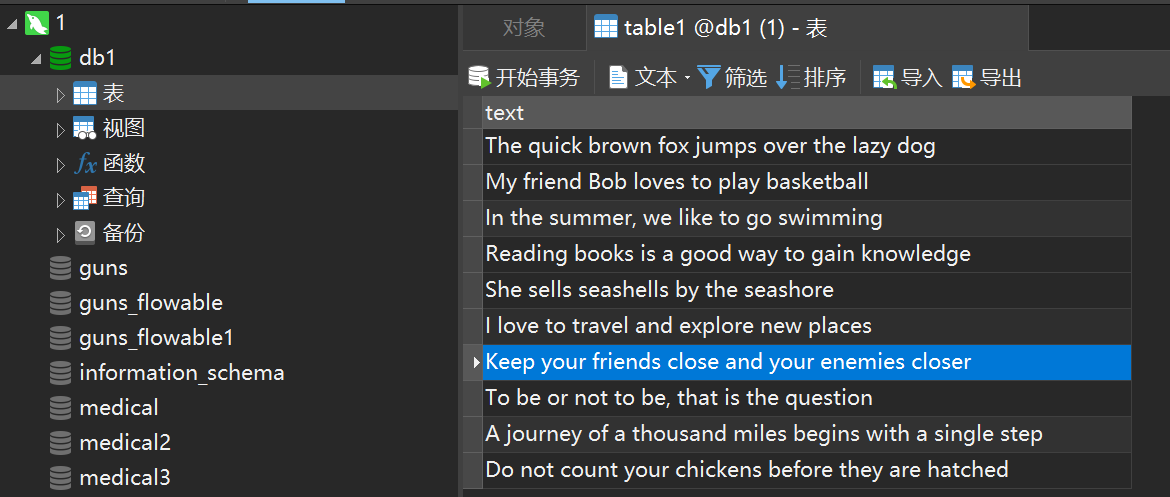 1
db1
表
视图
函数
查询
备份
guns
guns_flowable
guns_flowable1
information_schema
medical
medical2
medical3
对象
table1 @db1 (1) - 表
开始事务 文本 筛选 排序 导入 导出
text
The quick brown fox jumps over the lazy dog
My friend Bob loves to play basketball
In the summer, we like to go swimming
Reading books is a good way to gain knowledge
She sells seashells by the seashore
I love to travel and explore new places
Keep your friends close and your enemies closer
To be or not to be, that is the question
A journey of a thousand miles begins with a single step
Do not count your chickens before they are hatched